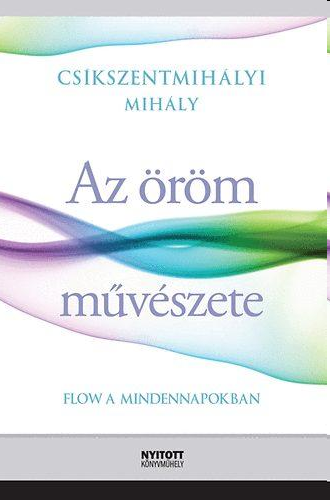 CSÍKSZENTMIHÁLYI
MIHÁLY
Az öröm
művészete
FLOW A MINDENNAPOKBAN
NYITOTT
KÖNYVMŰHELY